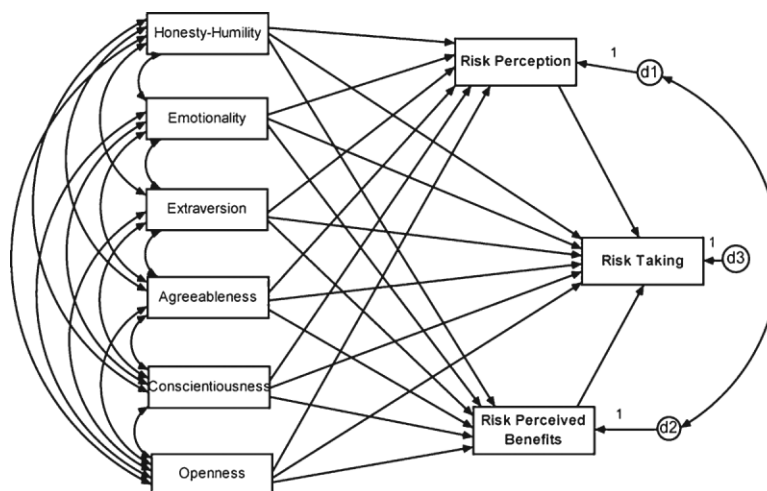 Honesty-Humility
Emotionality
Extraversion
Agreeableness
Conscientiousness
Openness
Risk Perception
1
d1
Risk Taking
1
d3
Risk Perceived
Benefits
1
d2